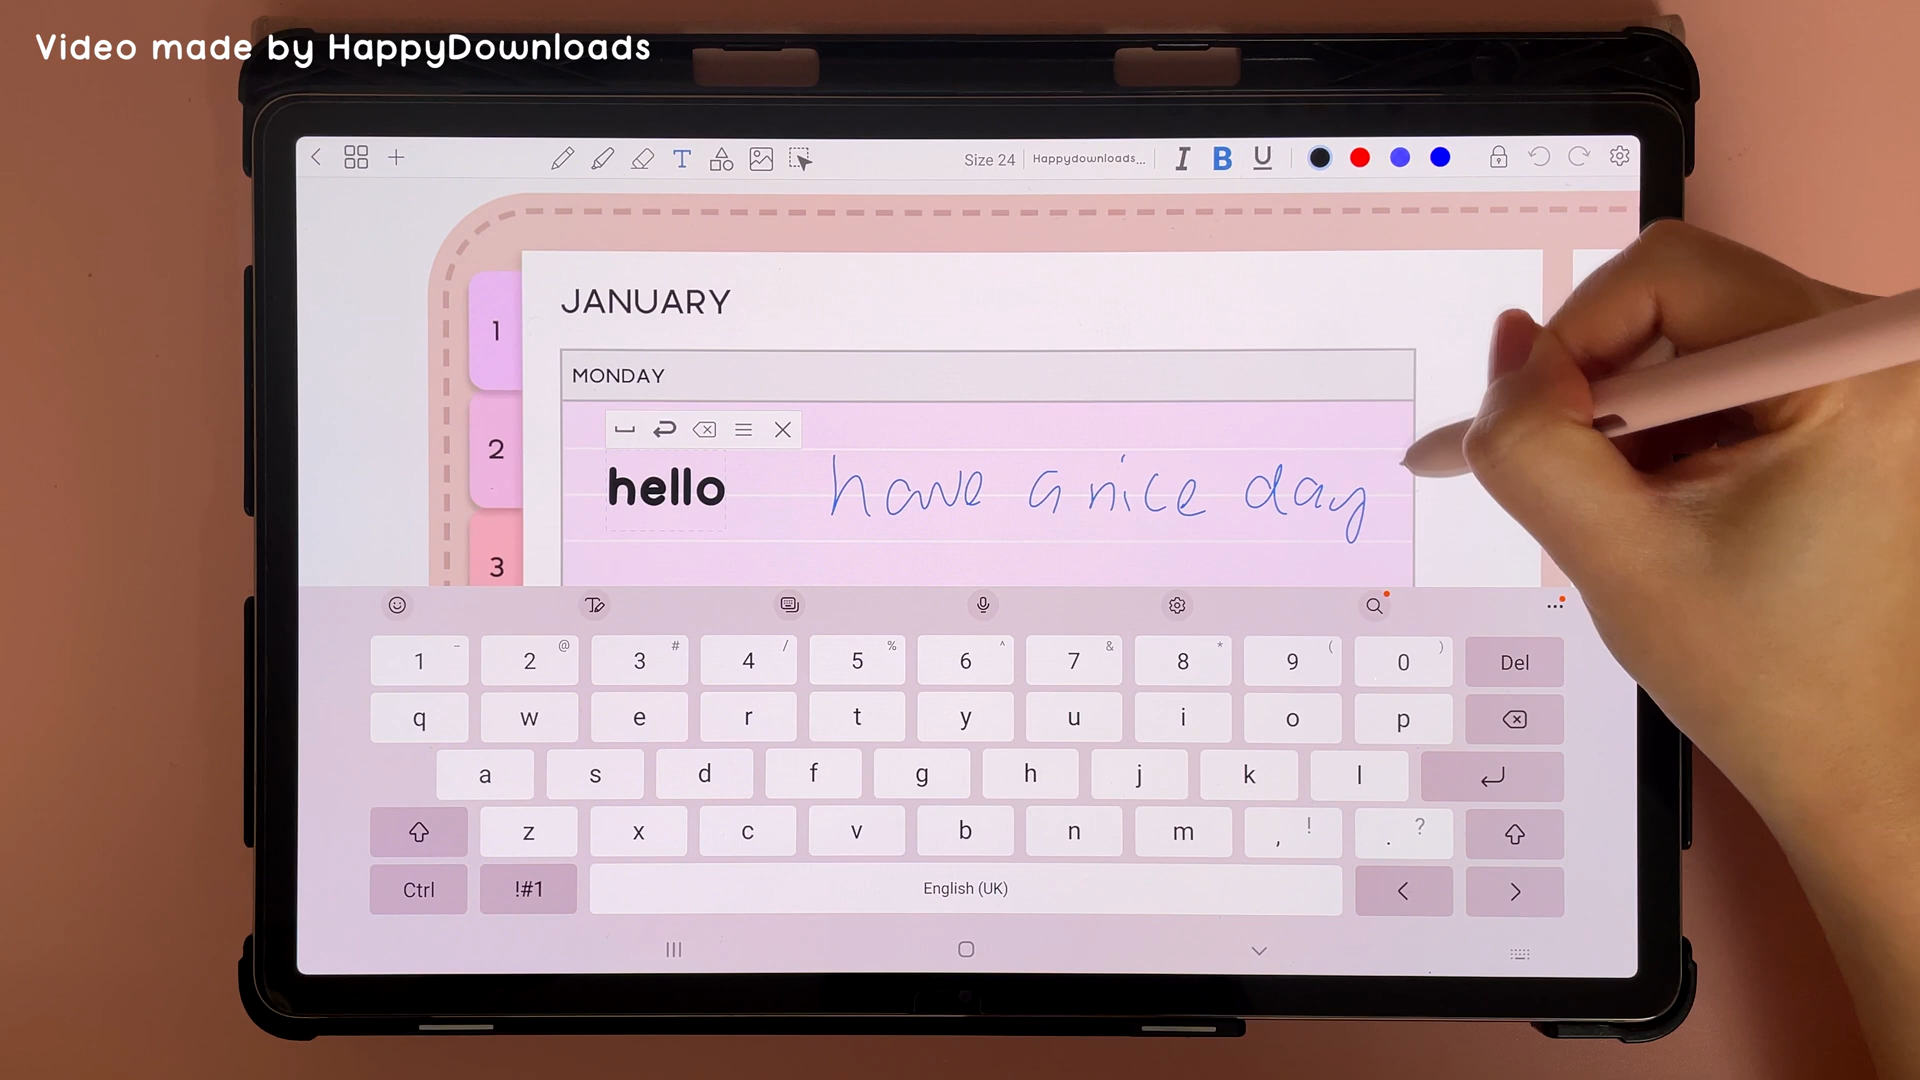 Video made by HappyDownloads
Size 24 Happydownloads... I B U
JANUARY
1
MONDAY
2
hello have a nice day
3
1 - 2 @ 3 # 4 / 5 % 6 ^ 7 & 8 * 9 ( 0 ) Del
q w e r t y u i o p
a s d f g h j k l
z x c v b n m , ! . ?
Ctrl !#1 English (UK) < >